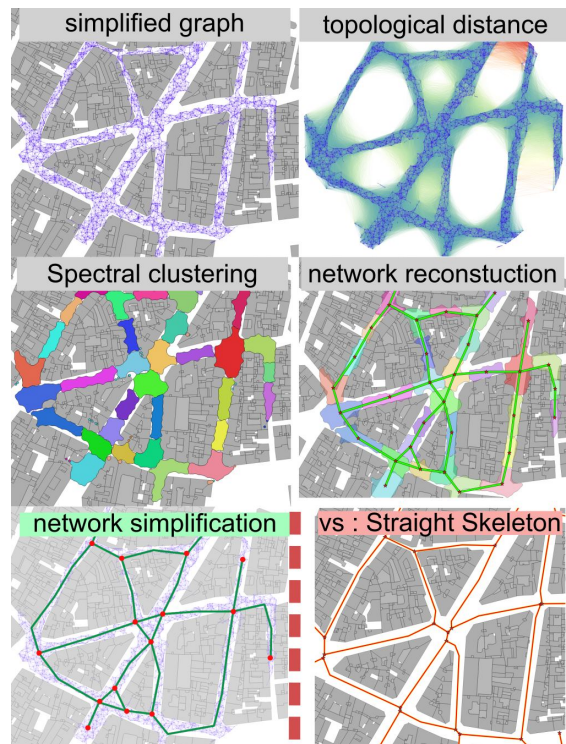 simplified graph
topological distance
Spectral clustering
network reconstuction
network simplification
vs : Straight Skeleton